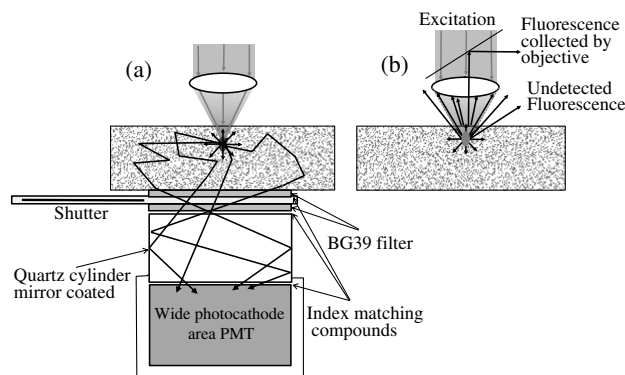 (a)
Shutter
Quartz cylinder
mirror coated
Wide photocathode
area PMT
BG39 filter
Index matching
compounds
(b)
Excitation
Fluorescence
collected by
objective
Undetected
Fluorescence